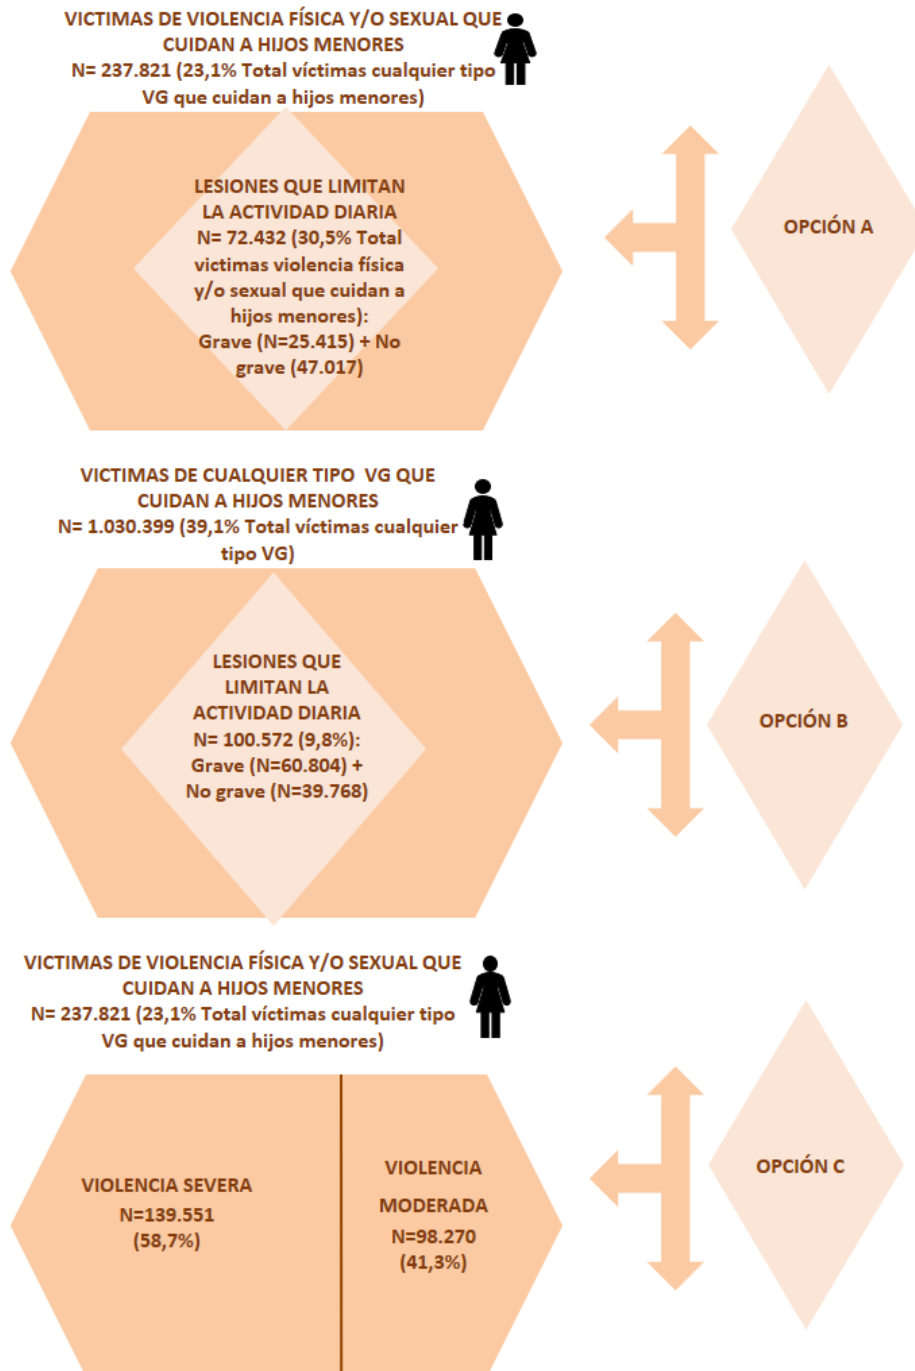 VICTIMAS DE VIOLENCIA FÍSICA Y/O SEXUAL QUE
CUIDAN A HIJOS MENORES
N= 237.821 (23,1% Total víctimas cualquier tipo
VG que cuidan a hijos menores)
LESIONES QUE LIMITAN
LA ACTIVIDAD DIARIA
N= 72.432 (30,5% Total
victimas violencia física
y/o sexual que cuidan a
hijos menores):
Grave (N=25.415) + No
grave (47.017)
OPCIÓN A
VICTIMAS DE CUALQUIER TIPO VG QUE
CUIDAN A HIJOS MENORES
N= 1.030.399 (39,1% Total víctimas cualquier
tipo VG)
LESIONES QUE
LIMITAN LA
ACTIVIDAD DIARIA
N= 100.572 (9,8%):
Grave (N=60.804) +
No grave (N=39.768)
OPCIÓN B
VICTIMAS DE VIOLENCIA FÍSICA Y/O SEXUAL QUE
CUIDAN A HIJOS MENORES
N= 237.821 (23,1% Total víctimas cualquier tipo
VG que cuidan a hijos menores)
VIOLENCIA SEVERA
N=139.551
(58,7%)
VIOLENCIA
MODERADA
N=98.270
(41,3%)
OPCIÓN C